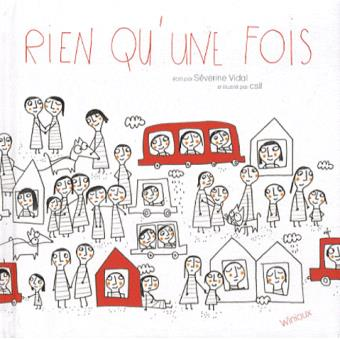 RIEN QU'UNE FOIS
écrit par Séverine Vidal
et illustré par csil
Winioux